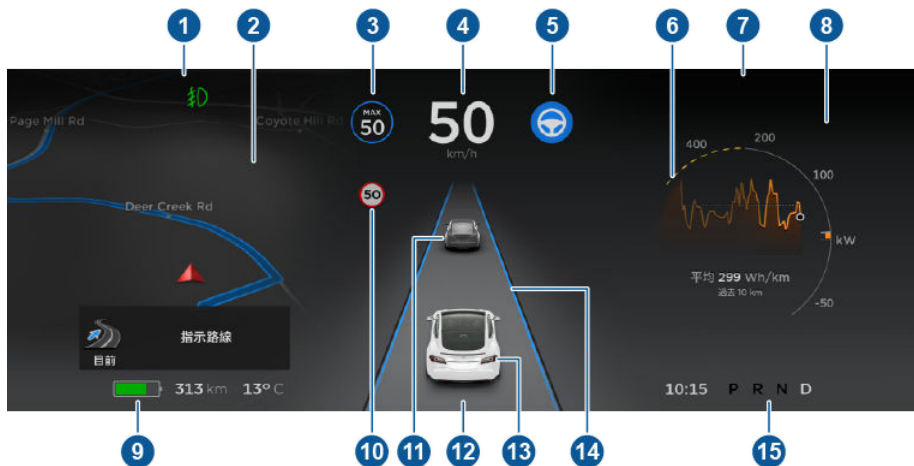 1
2
3
4
5
6
7
8
Page Mill Rd
Coyote Hill Rd
MAX
50
50
km/h
400
200
100
kW
-50
50
Deer Creek Rd
平均 299 Wh/km
過去 10 km
指示路線
目前
313 km 13°C
10:15 P R N D
9
10
11
12
13
14
15